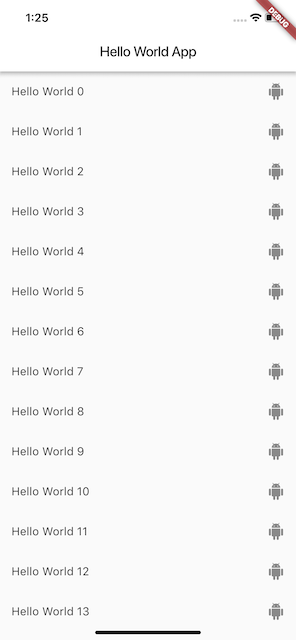 1:25
DEBUG
Hello World App
Hello World 0
Hello World 1
Hello World 2
Hello World 3
Hello World 4
Hello World 5
Hello World 6
Hello World 7
Hello World 8
Hello World 9
Hello World 10
Hello World 11
Hello World 12
Hello World 13